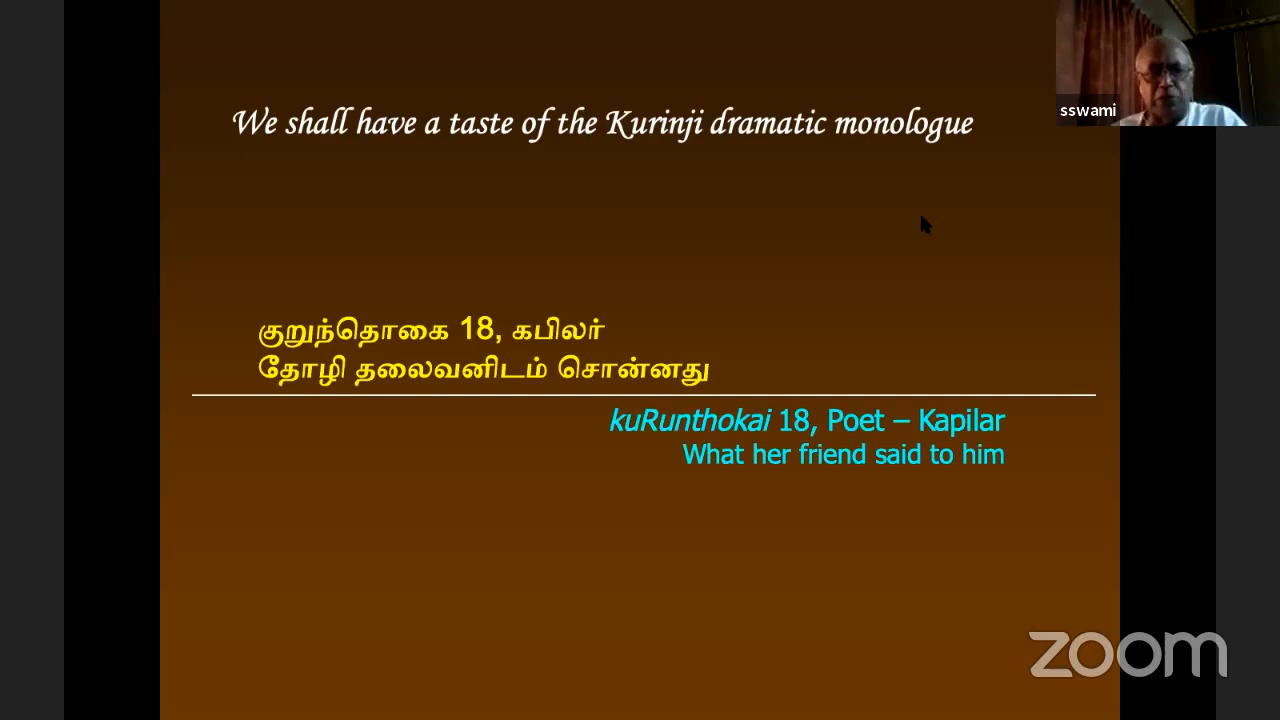 We shall have a taste of the Kurinji dramatic monologue
sswami
குறுந்தொகை 18, கபிலர்
தோழி தலைவனிடம் சொன்னது
kuRunthokai 18, Poet – Kapilar
What her friend said to him
zoom